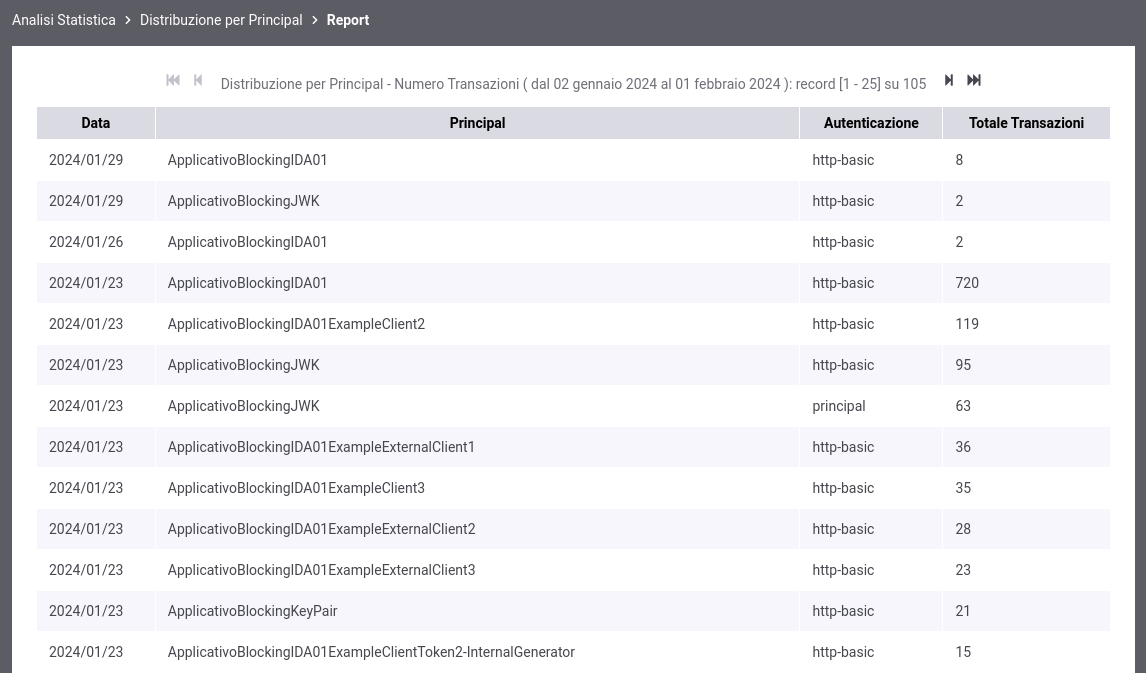 Analisi Statistica > Distribuzione per Principal > Report
Distribuzione per Principal - Numero Transazioni ( dal 02 gennaio 2024 al 01 febbraio 2024 ): record [1 - 25] su 105
Data Principal Autenticazione Totale Transazioni
2024/01/29 ApplicativoBlockingIDA01 http-basic 8
2024/01/29 ApplicativoBlockingJWK http-basic 2
2024/01/26 ApplicativoBlockingIDA01 http-basic 2
2024/01/23 ApplicativoBlockingIDA01 http-basic 720
2024/01/23 ApplicativoBlockingIDA01ExampleClient2 http-basic 119
2024/01/23 ApplicativoBlockingJWK http-basic 95
2024/01/23 ApplicativoBlockingJWK principal 63
2024/01/23 ApplicativoBlockingIDA01ExampleExternalClient1 http-basic 36
2024/01/23 ApplicativoBlockingIDA01ExampleClient3 http-basic 35
2024/01/23 ApplicativoBlockingIDA01ExampleExternalClient2 http-basic 28
2024/01/23 ApplicativoBlockingIDA01ExampleExternalClient3 http-basic 23
2024/01/23 ApplicativoBlockingKeyPair http-basic 21
2024/01/23 ApplicativoBlockingIDA01ExampleClientToken2-InternalGenerator http-basic 15